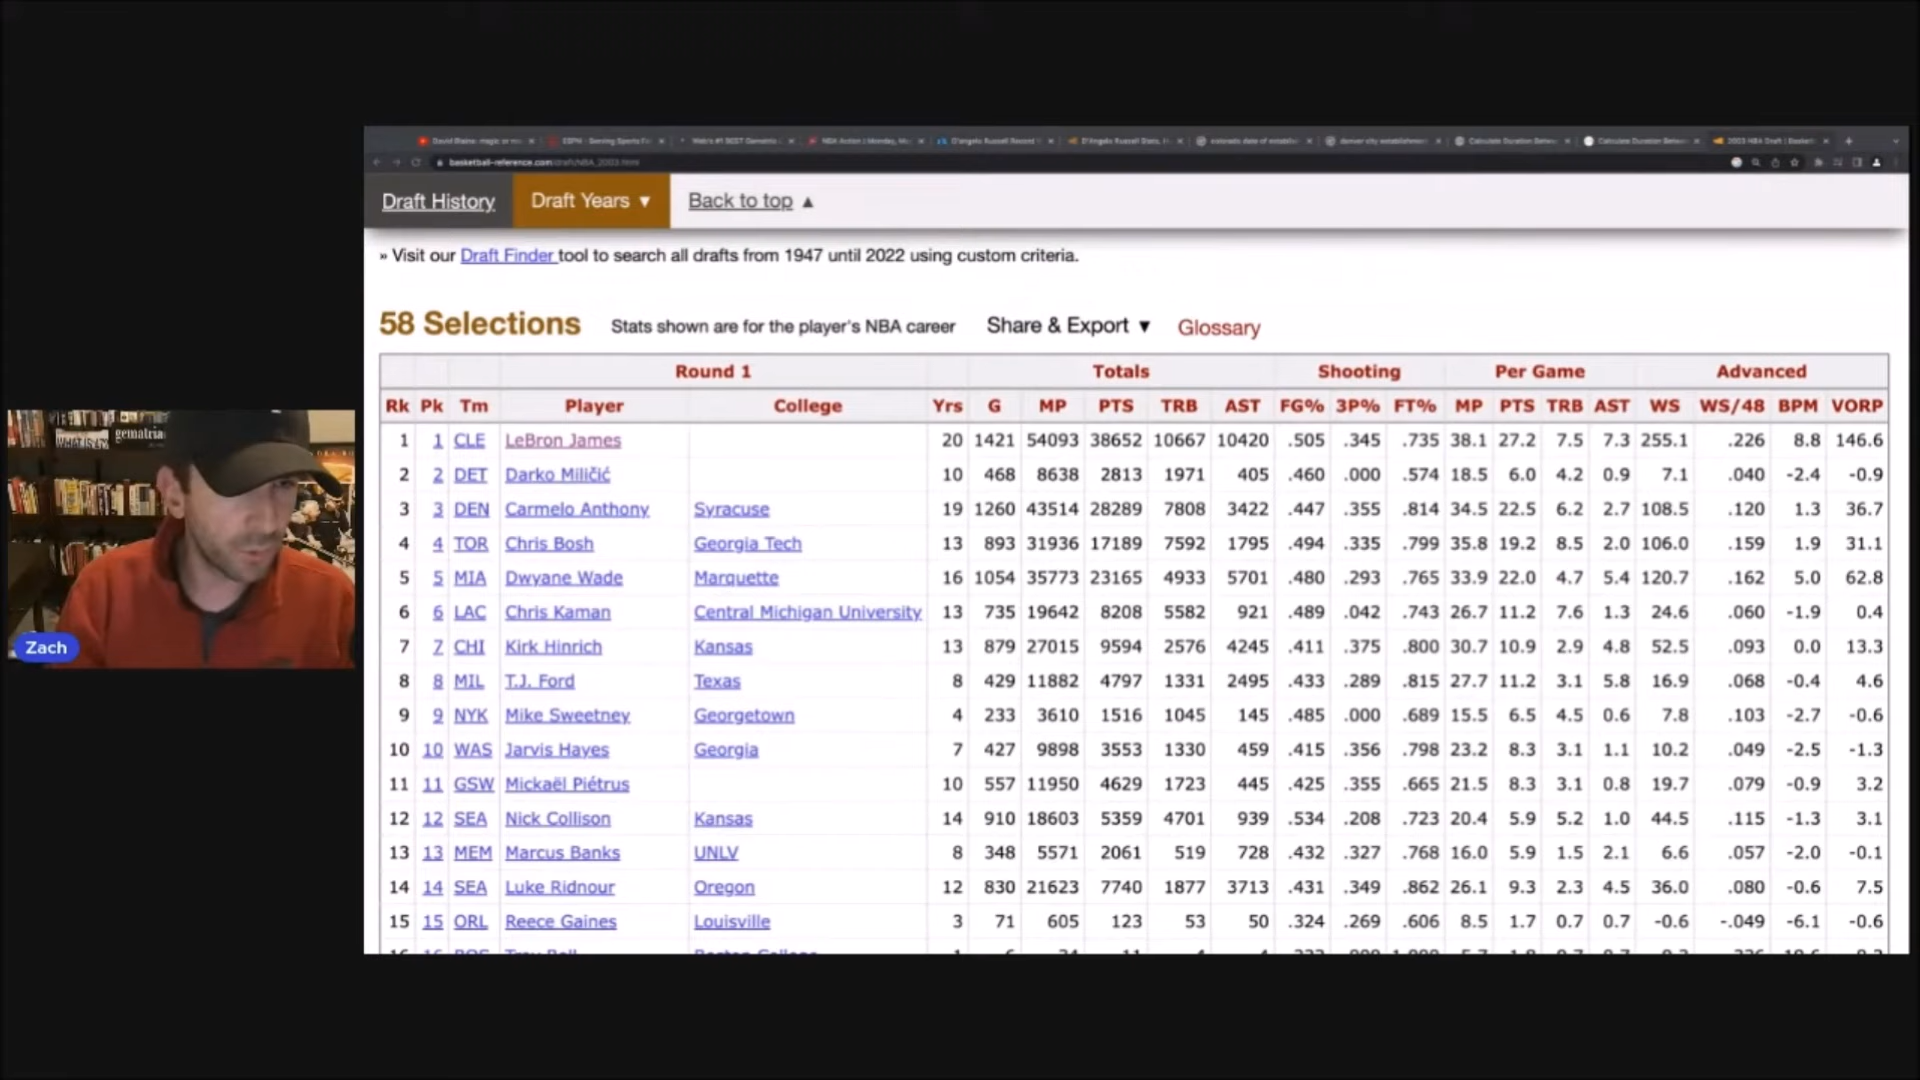 basketball-reference.com/draft/NBA_2003.html
Draft History Draft Years ▼ Back to top ▲
» Visit our Draft Finder tool to search all drafts from 1947 until 2022 using custom criteria.
58 Selections Stats shown are for the player's NBA career Share & Export ▼ Glossary
Round 1 Totals Shooting Per Game Advanced
Rk Pk Tm Player College Yrs G MP PTS TRB AST FG% 3P% FT% MP PTS TRB AST WS WS/48 BPM VORP
1 1 CLE LeBron James 20 1421 54093 38652 10667 10420 .505 .345 .735 38.1 27.2 7.5 7.3 255.1 .226 8.8 146.6
2 2 DET Darko Miličić 10 468 8638 2813 1971 405 .460 .000 .574 18.5 6.0 4.2 0.9 7.1 .040 -2.4 -0.9
3 3 DEN Carmelo Anthony Syracuse 19 1260 43514 28289 7808 3422 .447 .355 .814 34.5 22.5 6.2 2.7 108.5 .120 1.3 36.7
4 4 TOR Chris Bosh Georgia Tech 13 893 31936 17189 7592 1795 .494 .335 .799 35.8 19.2 8.5 2.0 106.0 .159 1.9 31.1
5 5 MIA Dwyane Wade Marquette 16 1054 35773 23165 4933 5701 .480 .293 .765 33.9 22.0 4.7 5.4 120.7 .162 5.0 62.8
6 6 LAC Chris Kaman Central Michigan University 13 735 19642 8208 5582 921 .489 .042 .743 26.7 11.2 7.6 1.3 24.6 .060 -1.9 0.4
7 7 CHI Kirk Hinrich Kansas 13 879 27015 9594 2576 4245 .411 .375 .800 30.7 10.9 2.9 4.8 52.5 .093 0.0 13.3
8 8 MIL T.J. Ford Texas 8 429 11882 4797 1331 2495 .433 .289 .815 27.7 11.2 3.1 5.8 16.9 .068 -0.4 4.6
9 9 NYK Mike Sweetney Georgetown 4 233 3610 1516 1045 145 .485 .000 .689 15.5 6.5 4.5 0.6 7.8 .103 -2.7 -0.6
10 10 WAS Jarvis Hayes Georgia 7 427 9898 3553 1330 459 .415 .356 .798 23.2 8.3 3.1 1.1 10.2 .049 -2.5 -1.3
11 11 GSW Mickaël Piétrus 10 557 11950 4629 1723 445 .425 .355 .665 21.5 8.3 3.1 0.8 19.7 .079 -0.9 3.2
12 12 SEA Nick Collison Kansas 14 910 18603 5359 4701 939 .534 .208 .723 20.4 5.9 5.2 1.0 44.5 .115 -1.3 3.1
13 13 MEM Marcus Banks UNLV 8 348 5571 2061 519 728 .432 .327 .768 16.0 5.9 1.5 2.1 6.6 .057 -2.0 -0.1
14 14 SEA Luke Ridnour Oregon 12 830 21623 7740 1877 3713 .431 .349 .862 26.1 9.3 2.3 4.5 36.0 .080 -0.6 7.5
15 15 ORL Reece Gaines Louisville 3 71 605 123 53 50 .324 .269 .606 8.5 1.7 0.7 0.7 -0.6 -.049 -6.1 -0.6
gematria
Zach